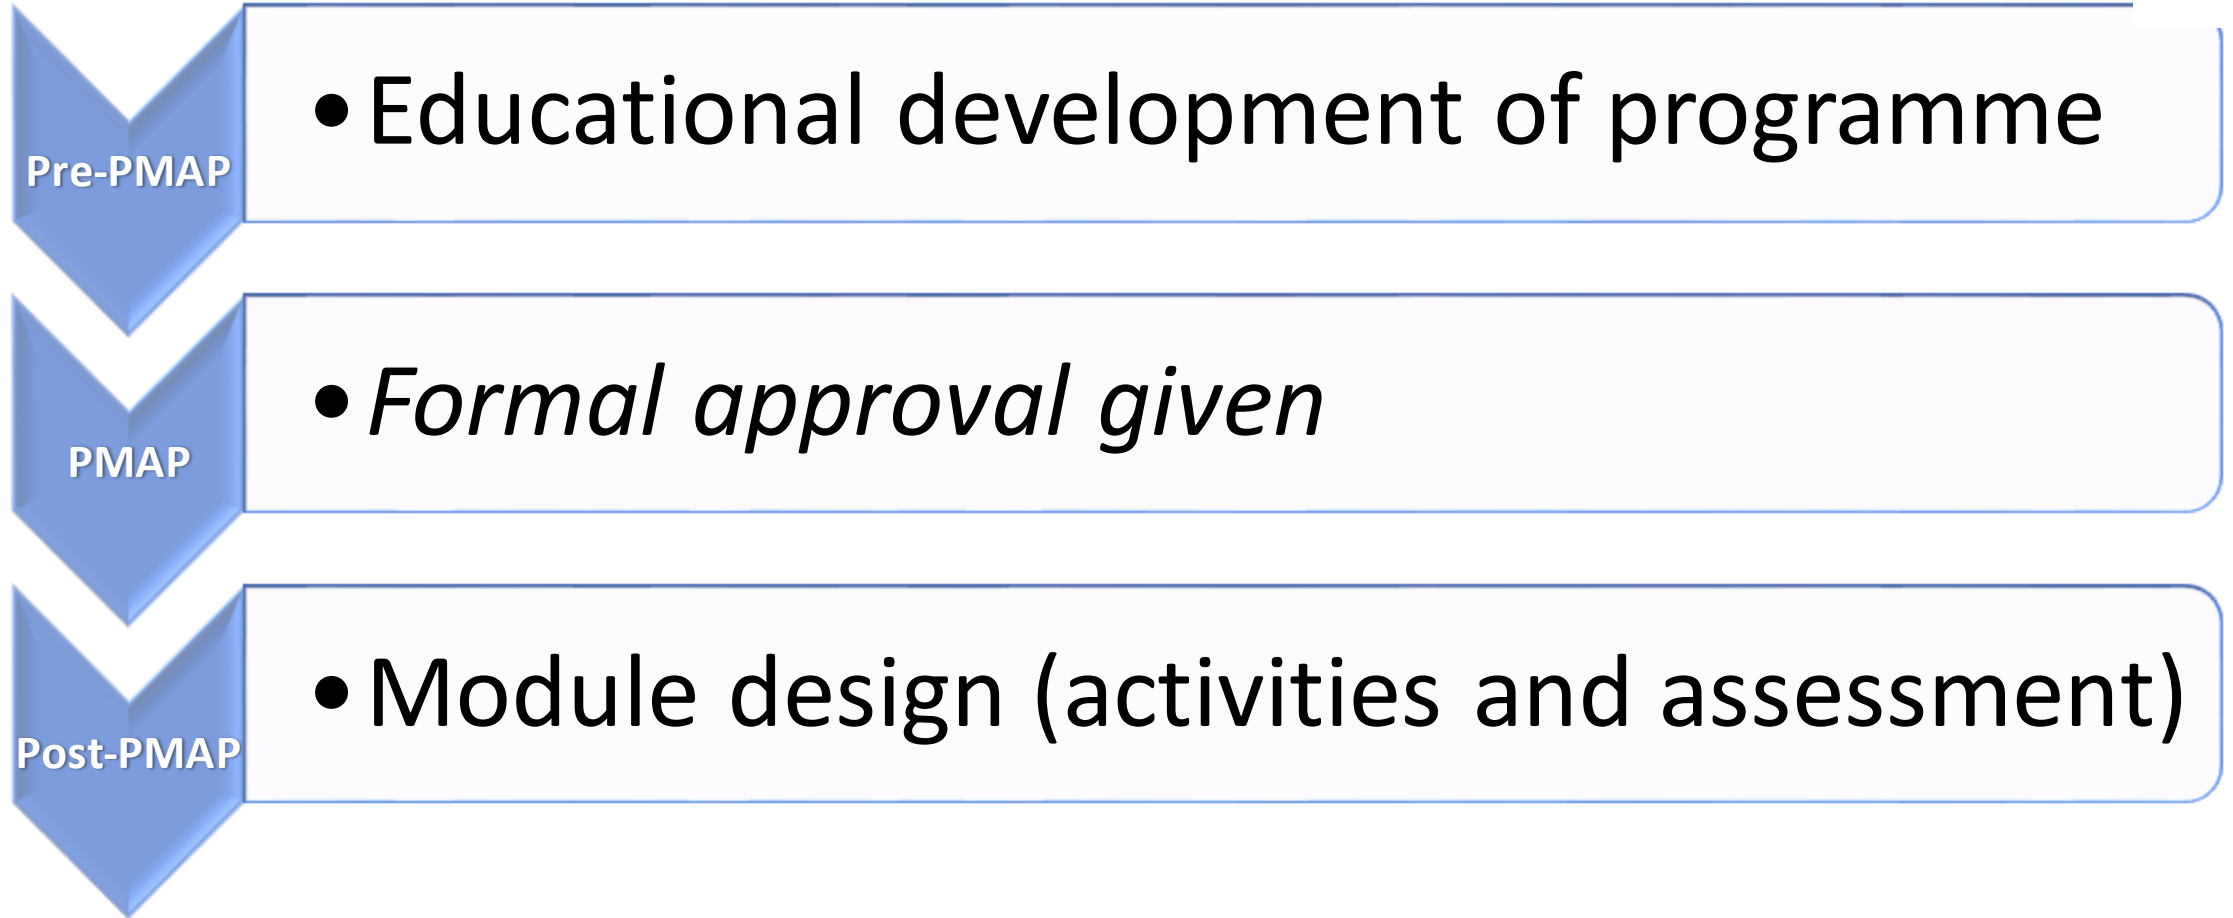 Pre-PMAP
•Educational development of programme
PMAP
•Formal approval given
Post-PMAP
•Module design (activities and assessment)